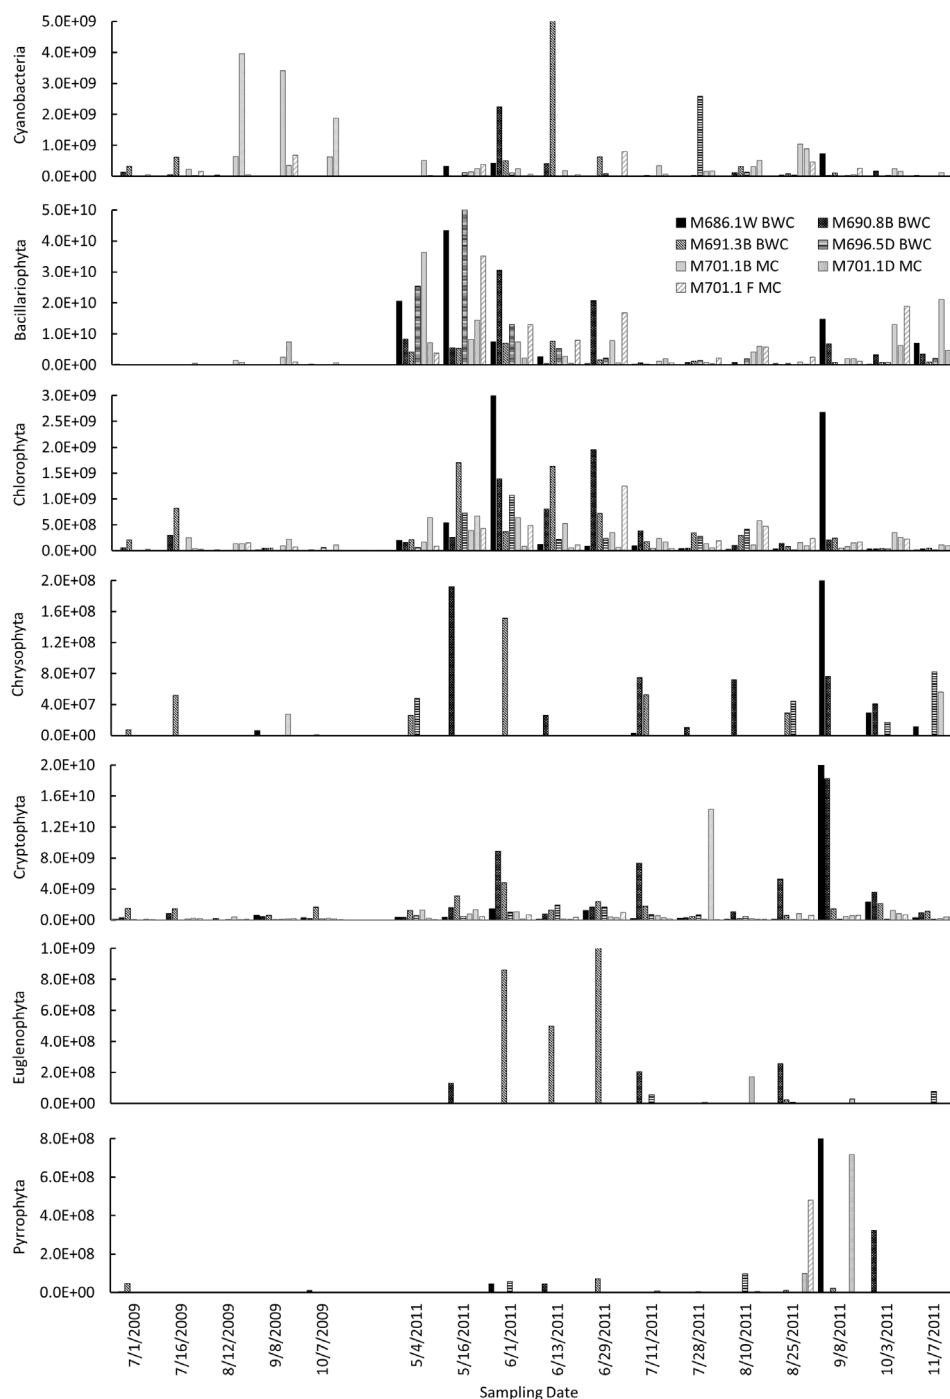 Cyanobacteria
5.0E+09
4.0E+09
3.0E+09
2.0E+09
1.0E+09
0.0E+00
Bacillariophyta
5.0E+10
4.0E+10
3.0E+10
2.0E+10
1.0E+10
0.0E+00
M686.1W BWC M690.8B BWC
M691.3B BWC M696.5D BWC
M701.1B MC M701.1D MC
M701.1 F MC
Chlorophyta
3.0E+09
2.5E+09
2.0E+09
1.5E+09
1.0E+09
5.0E+08
0.0E+00
Chrysophyta
2.0E+08
1.6E+08
1.2E+08
8.0E+07
4.0E+07
0.0E+00
Cryptophyta
2.0E+10
1.6E+10
1.2E+10
8.0E+09
4.0E+09
0.0E+00
Euglenophyta
1.0E+09
8.0E+08
6.0E+08
4.0E+08
2.0E+08
0.0E+00
Pyrrophyta
8.0E+08
6.0E+08
4.0E+08
2.0E+08
0.0E+00
7/1/2009
7/16/2009
8/12/2009
9/8/2009
10/7/2009
5/4/2011
5/16/2011
6/1/2011
6/13/2011
6/29/2011
7/11/2011
7/28/2011
8/10/2011
8/25/2011
9/8/2011
10/3/2011
11/7/2011
Sampling Date